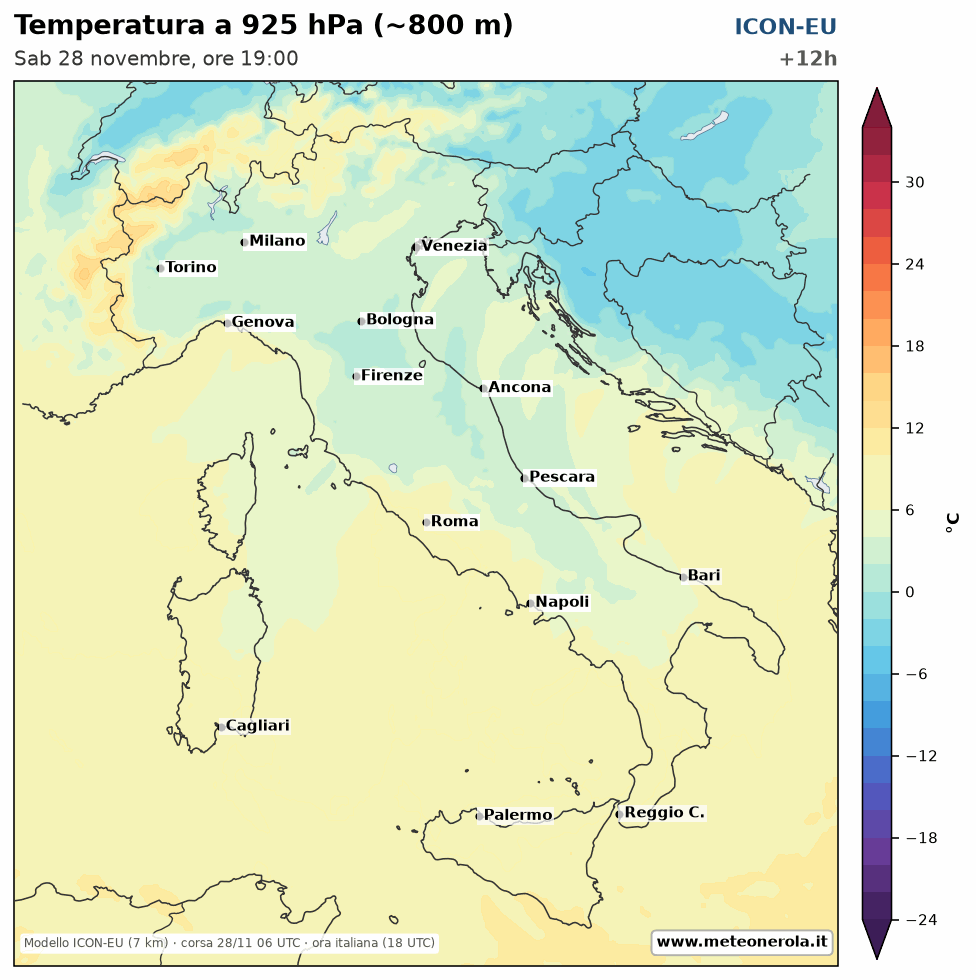 Temperatura a 925 hPa (~800 m)
ICON-EU
Sab 28 novembre, ore 19:00
+12h
Milano
Venezia
Torino
Genova
Bologna
Firenze
Ancona
Pescara
Roma
Bari
Napoli
Cagliari
Palermo
Reggio C.
30
24
18
12
6
0
−6
−12
−18
−24
°C
Modello ICON-EU (7 km) · corsa 28/11 06 UTC · ora italiana (18 UTC)
www.meteonerola.it